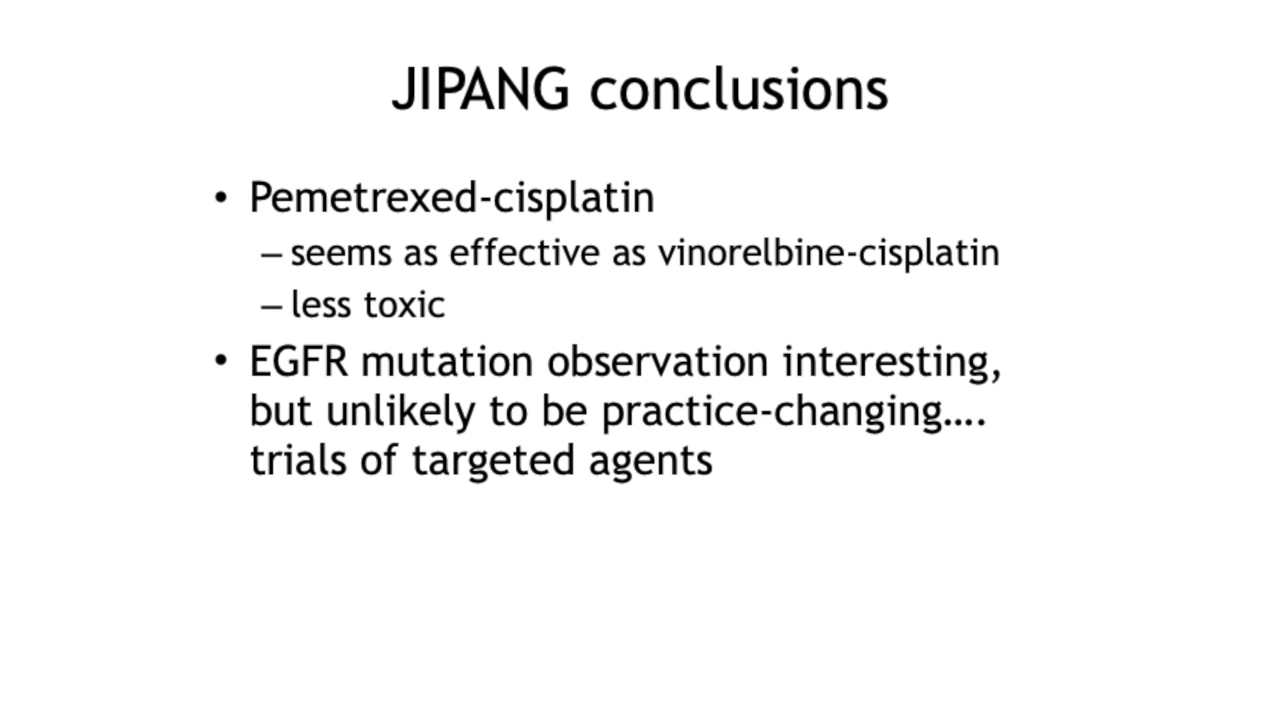 JIPANG conclusions
• Pemetrexed-cisplatin
– seems as effective as vinorelbine-cisplatin
– less toxic
• EGFR mutation observation interesting,
but unlikely to be practice-changing....
trials of targeted agents